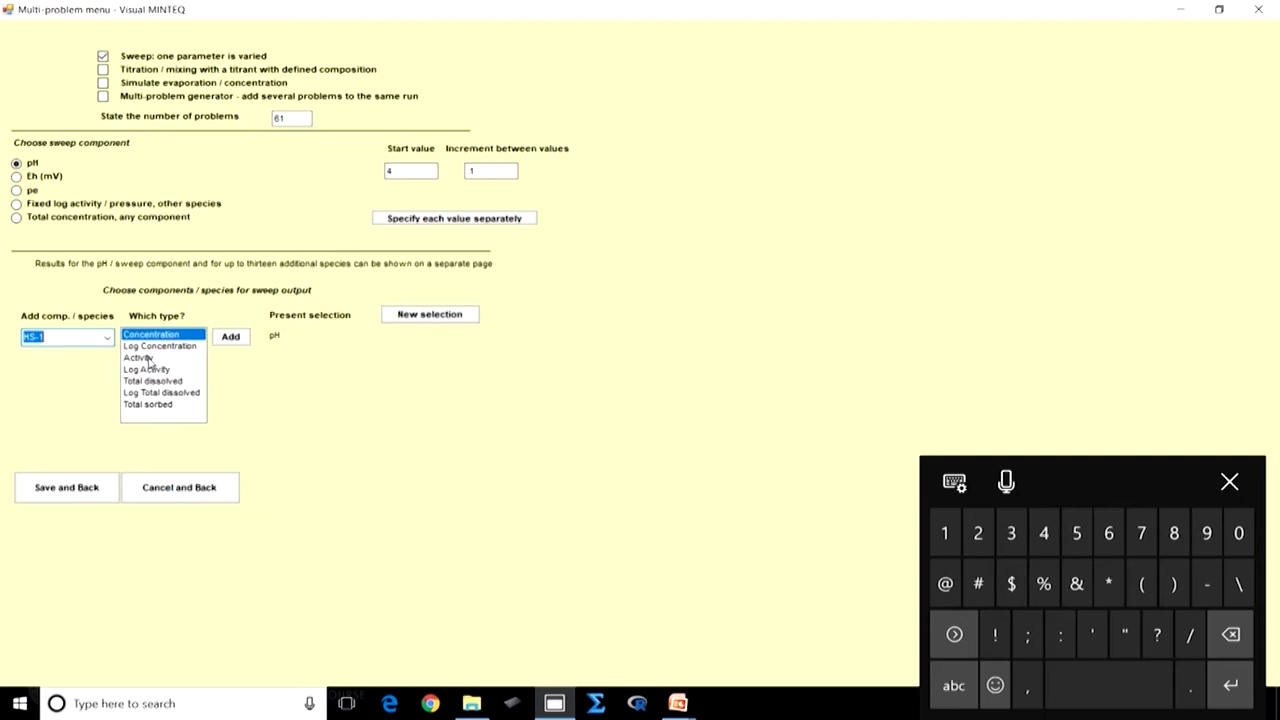 Multi-problem menu - Visual MINTEQ
Sweep: one parameter is varied
Titration / mixing with a titrant with defined composition
Simulate evaporation / concentration
Multi-problem generator - add several problems to the same run
State the number of problems
61
Choose sweep component
Start value
Increment between values
pH
4
1
Eh (mV)
pe
Fixed log activity / pressure, other species
Total concentration, any component
Specify each value separately
Results for the pH / sweep component and for up to thirteen additional species can be shown on a separate page
Choose components / species for sweep output
Add comp. / species
Which type?
Present selection
New selection
HS-1
Concentration
Add
pH
Log Concentration
Activity
Log Activity
Total dissolved
Log Total dissolved
Total sorbed
Save and Back
Cancel and Back
1 2 3 4 5 6 7 8 9 0
@ # $ % & * ( ) - \
! ; : ' " ? /
abc , .
Type here to search